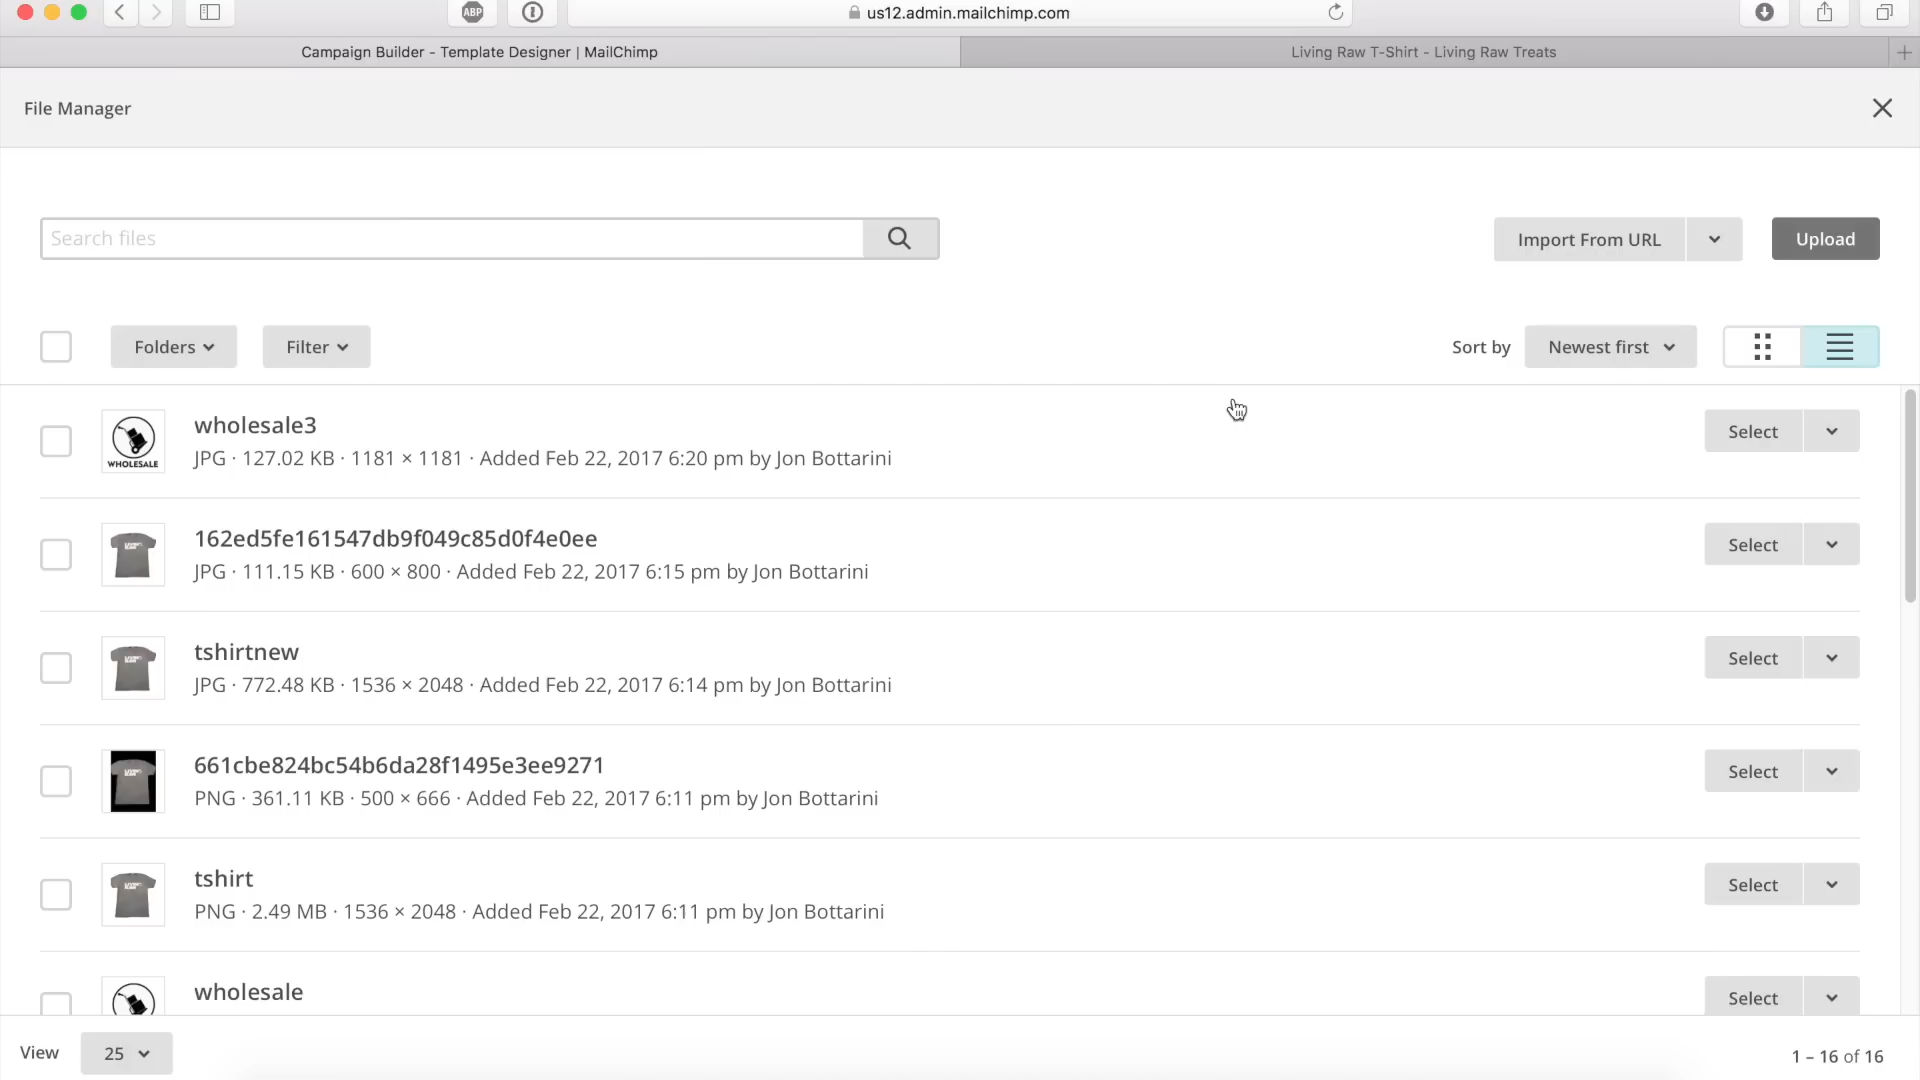 ABP
us12.admin.mailchimp.com
Campaign Builder - Template Designer | MailChimp
Living Raw T-Shirt - Living Raw Treats
File Manager
Search files
Import From URL
Upload
Folders
Filter
Sort by
Newest first
WHOLESALE
wholesale3
JPG · 127.02 KB · 1181 × 1181 · Added Feb 22, 2017 6:20 pm by Jon Bottarini
Select
162ed5fe161547db9f049c85d0f4e0ee
JPG · 111.15 KB · 600 × 800 · Added Feb 22, 2017 6:15 pm by Jon Bottarini
Select
tshirtnew
JPG · 772.48 KB · 1536 × 2048 · Added Feb 22, 2017 6:14 pm by Jon Bottarini
Select
661cbe824bc54b6da28f1495e3ee9271
PNG · 361.11 KB · 500 × 666 · Added Feb 22, 2017 6:11 pm by Jon Bottarini
Select
tshirt
PNG · 2.49 MB · 1536 × 2048 · Added Feb 22, 2017 6:11 pm by Jon Bottarini
Select
wholesale
Select
View
25
1 – 16 of 16